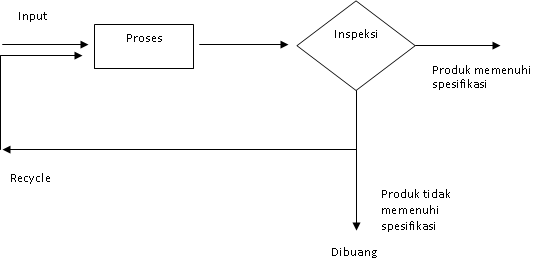 Input
Proses
Inspeksi
Produk memenuhi
spesifikasi
Recycle
Produk tidak
memenuhi
spesifikasi
Dibuang